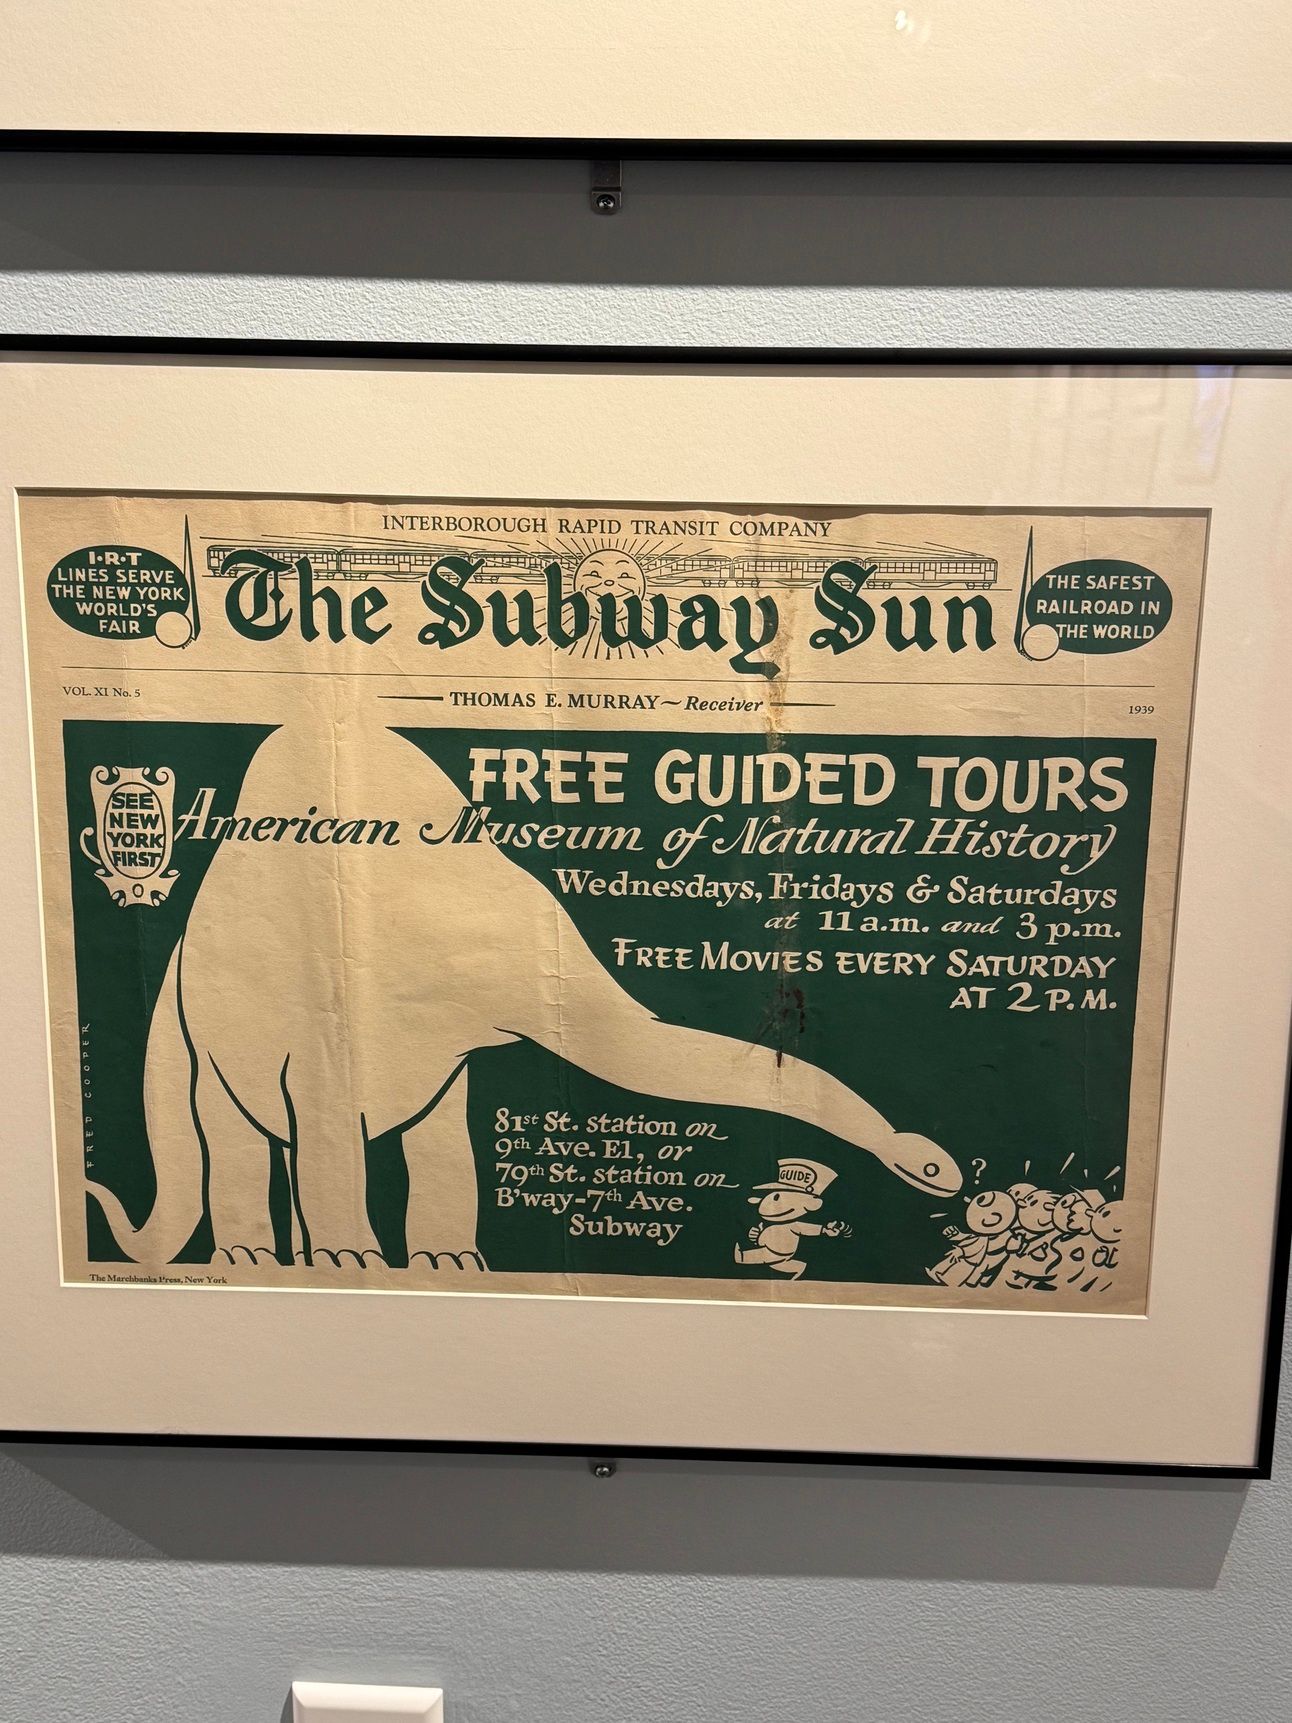 INTERBOROUGH RAPID TRANSIT COMPANY
I·R·T
LINES SERVE
THE NEW YORK
WORLD'S
FAIR
The Subway Sun
THE SAFEST
RAILROAD IN
THE WORLD
VOL. XI No. 5
THOMAS E. MURRAY~Receiver
1939
SEE
NEW
YORK
FIRST
FREE GUIDED TOURS
American Museum of Natural History
Wednesdays, Fridays & Saturdays
at 11 a.m. and 3 p.m.
FREE MOVIES EVERY SATURDAY
AT 2 P.M.
FRED COOPER
81st St. station on
9th Ave. El, or
79th St. station on
B'way-7th Ave.
Subway
GUIDE
?
The Marchbanks Press, New York